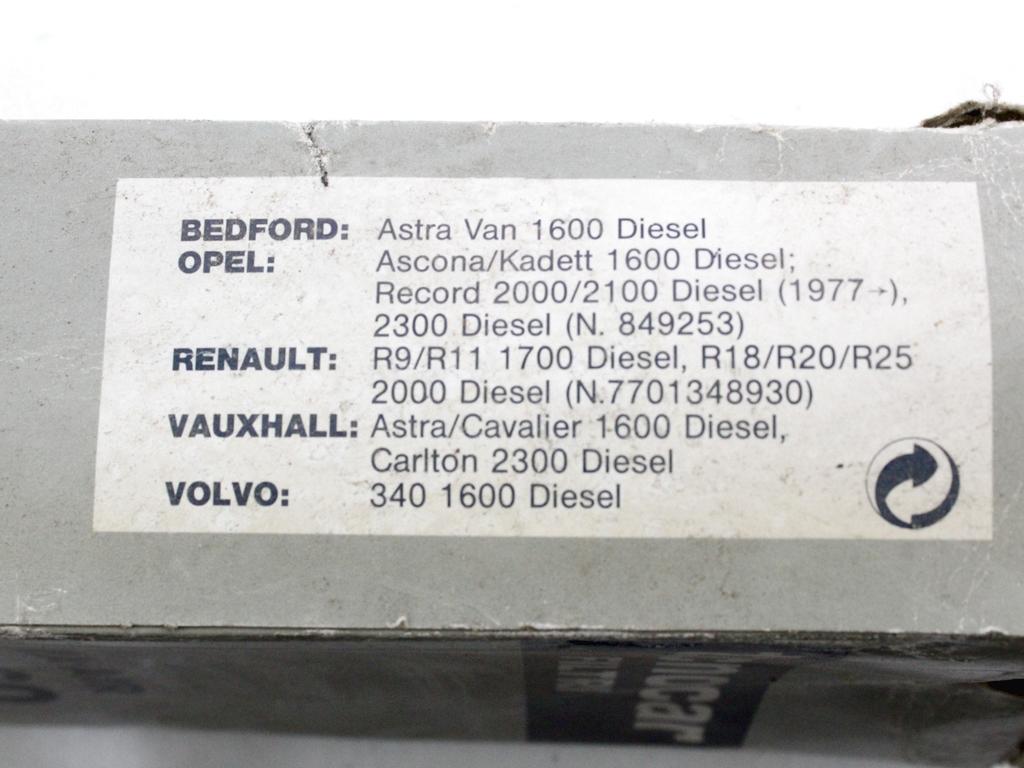 BEDFORD: Astra Van 1600 Diesel
OPEL: Ascona/Kadett 1600 Diesel;
Record 2000/2100 Diesel (1977→),
2300 Diesel (N. 849253)
RENAULT: R9/R11 1700 Diesel, R18/R20/R25
2000 Diesel (N.7701348930)
VAUXHALL: Astra/Cavalier 1600 Diesel,
Carlton 2300 Diesel
VOLVO: 340 1600 Diesel